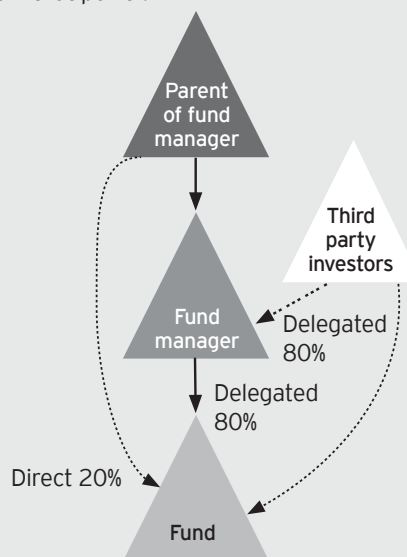 Parent
of fund
manager
Third
party
investors
Fund
manager
Delegated
80%
Delegated
80%
Direct 20%
Fund